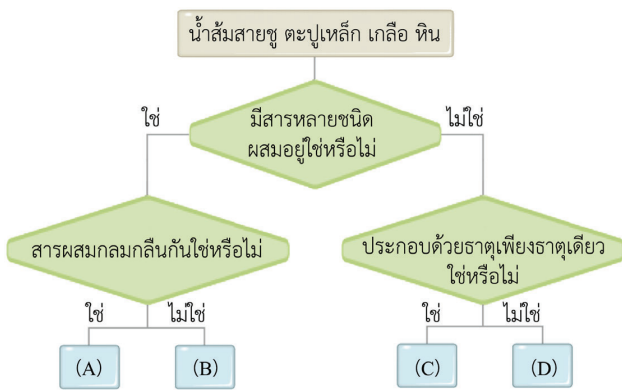 น้ำส้มสายชู ตะปูเหล็ก เกลือ หิน
ใช่
มีสารหลายชนิด
ผสมอยู่ใช่หรือไม่
ไม่ใช่
สารผสมกลมกลืนกันใช่หรือไม่
ประกอบด้วยธาตุเพียงธาตุเดียว
ใช่หรือไม่
ใช่
ไม่ใช่
ใช่
ไม่ใช่
(A)
(B)
(C)
(D)